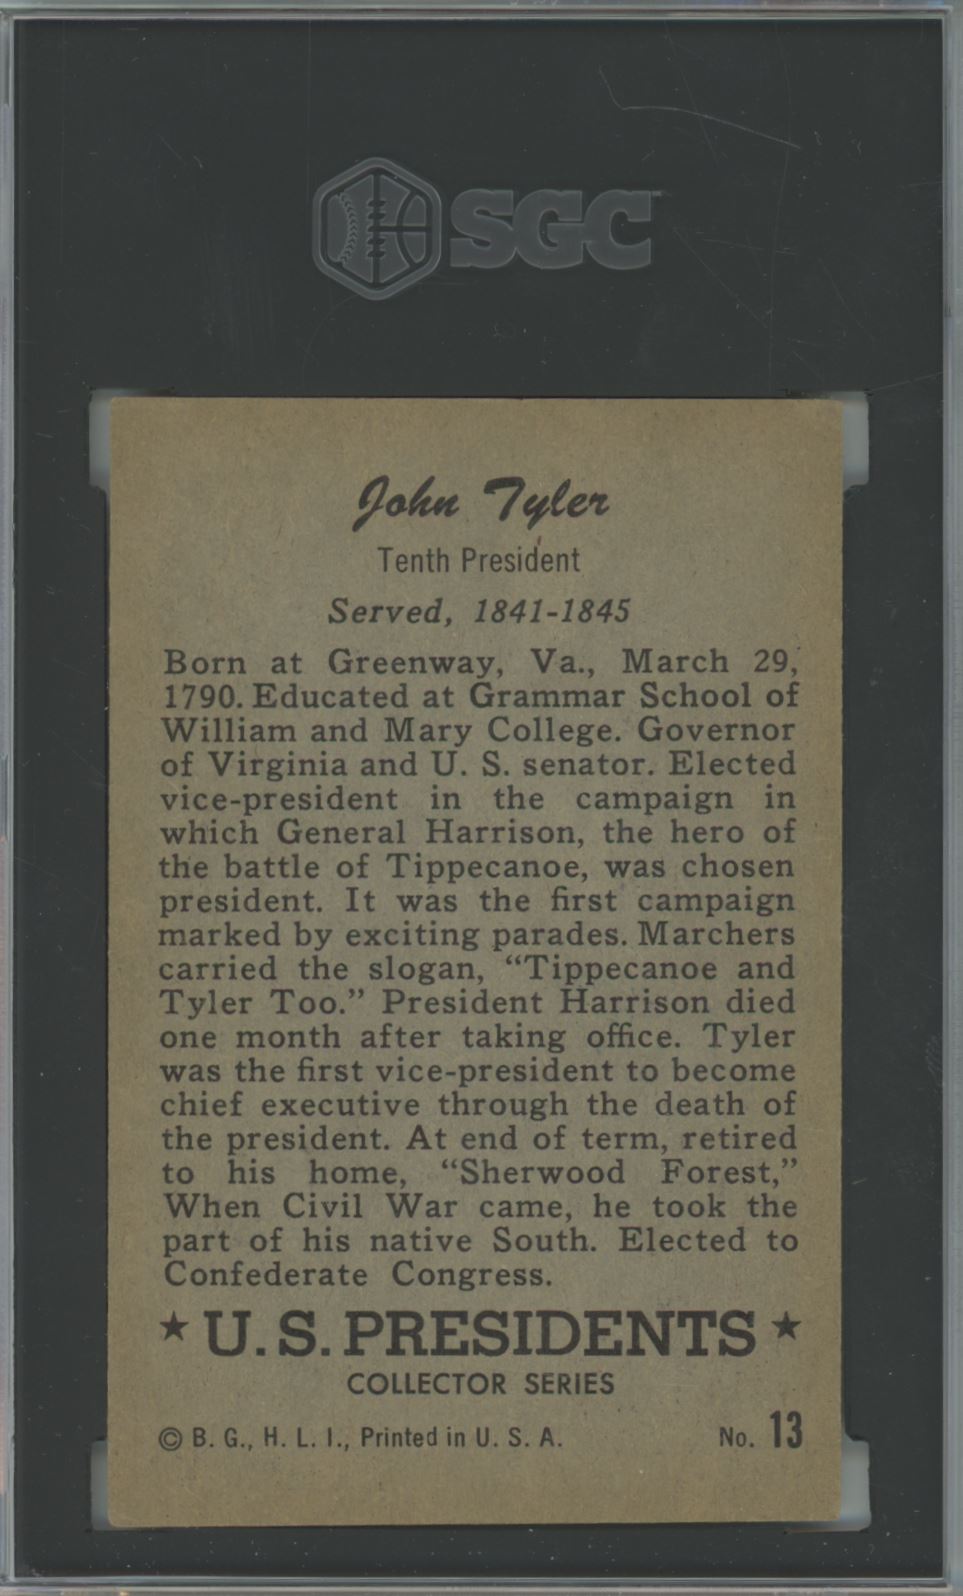 SGC
John Tyler
Tenth President
Served, 1841-1845
Born at Greenway, Va., March 29,
1790. Educated at Grammar School of
William and Mary College. Governor
of Virginia and U. S. senator. Elected
vice-president in the campaign in
which General Harrison, the hero of
the battle of Tippecanoe, was chosen
president. It was the first campaign
marked by exciting parades. Marchers
carried the slogan, “Tippecanoe and
Tyler Too.” President Harrison died
one month after taking office. Tyler
was the first vice-president to become
chief executive through the death of
the president. At end of term, retired
to his home, “Sherwood Forest,”
When Civil War came, he took the
part of his native South. Elected to
Confederate Congress.
★ U.S. PRESIDENTS ★
COLLECTOR SERIES
© B. G., H. L. I., Printed in U. S. A. No. 13